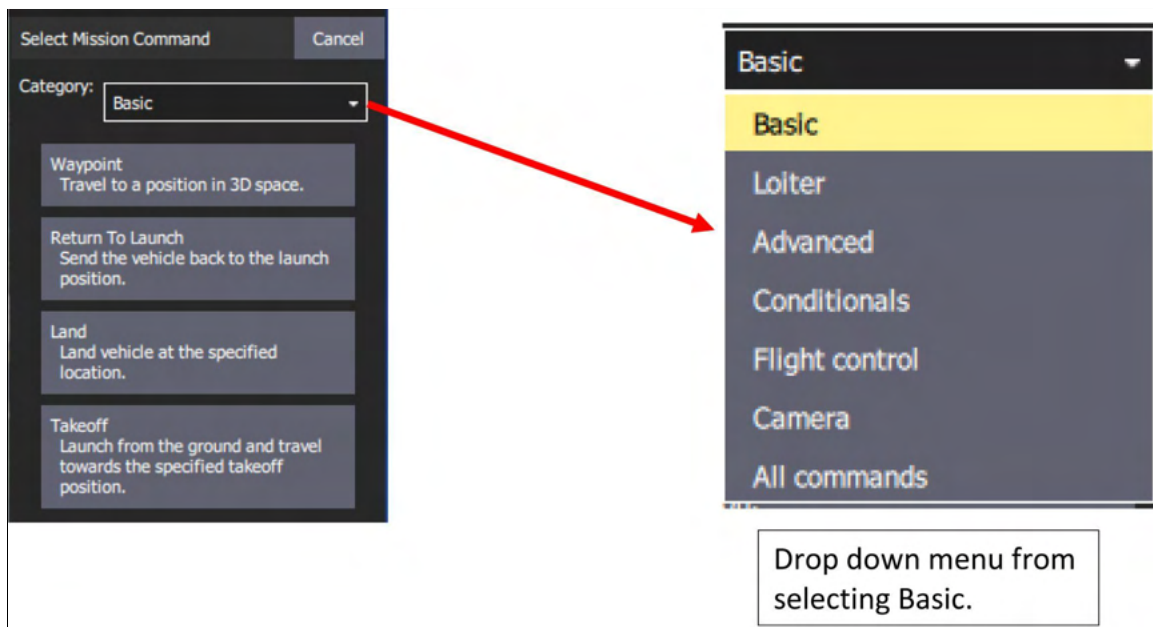 Select Mission Command
Cancel
Category:
Basic
Waypoint
Travel to a position in 3D space.
Return To Launch
Send the vehicle back to the launch
position.
Land
Land vehicle at the specified
location.
Takeoff
Launch from the ground and travel
towards the specified takeoff
position.
Basic
Basic
Loiter
Advanced
Conditionals
Flight control
Camera
All commands
Drop down menu from
selecting Basic.